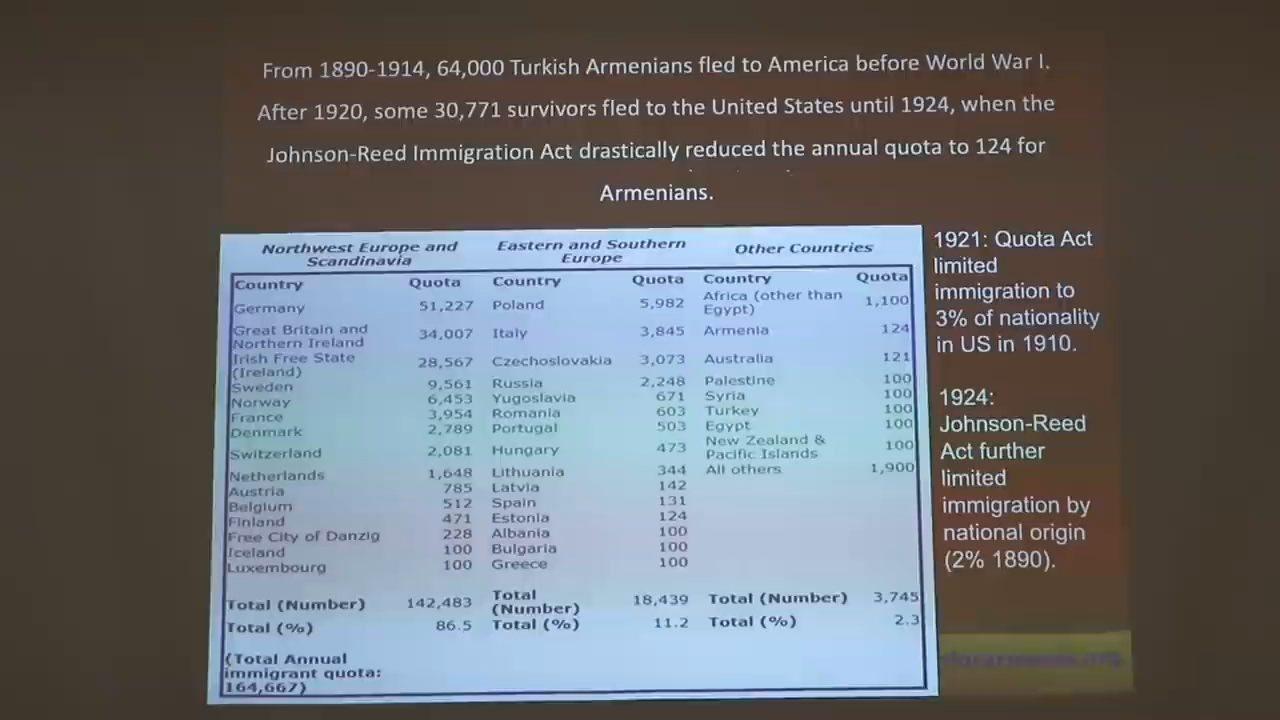 From 1890-1914, 64,000 Turkish Armenians fled to America before World War I.
After 1920, some 30,771 survivors fled to the United States until 1924, when the
Johnson-Reed Immigration Act drastically reduced the annual quota to 124 for
Armenians.
Northwest Europe and Scandinavia Eastern and Southern Europe Other Countries
Country Quota Country Quota Country Quota
Germany 51,227 Poland 5,982 Africa (other than Egypt) 1,100
Great Britain and Northern Ireland 34,007 Italy 3,845 Armenia 124
Irish Free State (Ireland) 28,567 Czechoslovakia 3,073 Australia 121
Sweden 9,561 Russia 2,248 Palestine 100
Norway 6,453 Yugoslavia 671 Syria 100
France 3,954 Romania 603 Turkey 100
Denmark 2,789 Portugal 503 Egypt 100
Switzerland 2,081 Hungary 473 New Zealand & Pacific Islands 100
Netherlands 1,648 Lithuania 344 All others 1,900
Austria 785 Latvia 142
Belgium 512 Spain 131
Finland 471 Estonia 124
Free City of Danzig 228 Albania 100
Iceland 100 Bulgaria 100
Luxembourg 100 Greece 100
Total (Number) 142,483 Total (Number) 18,439 Total (Number) 3,745
Total (%) 86.5 Total (%) 11.2 Total (%) 2.3
(Total Annual
immigrant quota:
164,667)
1921: Quota Act
limited
immigration to
3% of nationality
in US in 1910.
1924:
Johnson-Reed
Act further
limited
immigration by
national origin
(2% 1890).